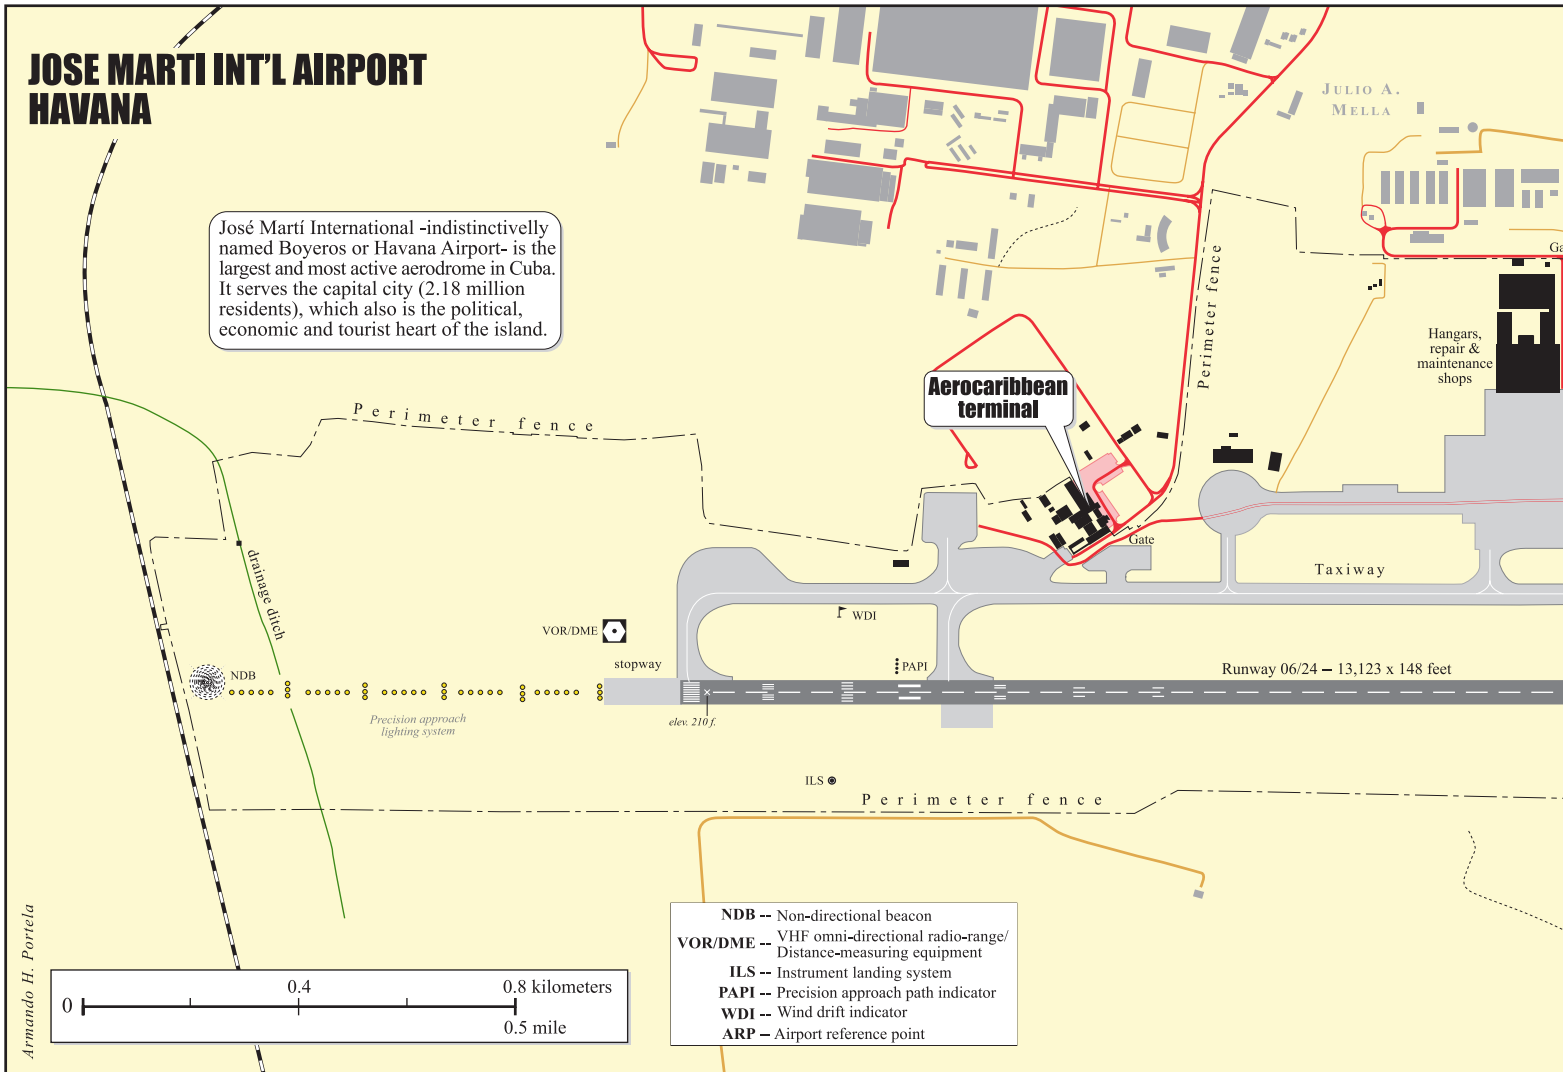 JOSE MARTÍ INT'L AIRPORT
HAVANA
JULIO A.
MELLA
José Martí International -indistinctivelly
named Boyeros or Havana Airport- is the
largest and most active aerodrome in Cuba.
It serves the capital city (2.18 million
residents), which also is the political,
economic and tourist heart of the island.
Perimeter fence
Ga
Hangars,
repair &
maintenance
shops
Aerocaribbean
terminal
Perimeter fence
Gate
Taxiway
drainage ditch
VOR/DME
WDI
stopway
PAPI
NDB
Runway 06/24 – 13,123 x 148 feet
Precision approach
lighting system
elev. 210 f.
ILS
Perimeter fence
NDB -- Non-directional beacon
VOR/DME -- VHF omni-directional radio-range/
Distance-measuring equipment
ILS -- Instrument landing system
PAPI -- Precision approach path indicator
WDI -- Wind drift indicator
ARP – Airport reference point
0
0.4
0.8 kilometers
0.5 mile
Armando H. Portela